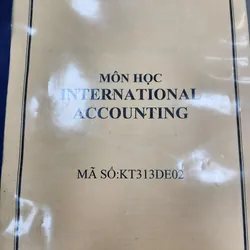 MÔN HỌC
INTERNATIONAL
ACCOUNTING
MÃ SỐ:KT313DE02